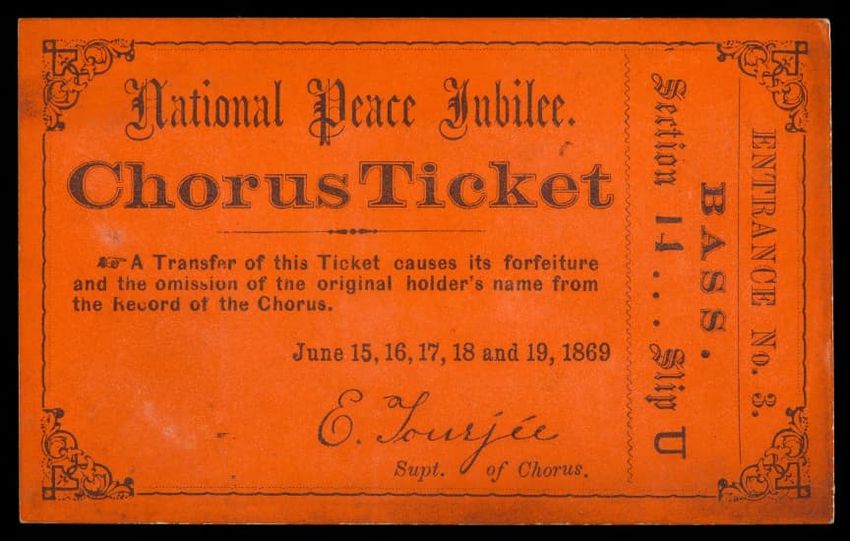 National Peace Jubilee.
Chorus Ticket
A Transfer of this Ticket causes its forfeiture
and the omission of the original holder's name from
the Record of the Chorus.
June 15, 16, 17, 18 and 19, 1869
E. Tourjée
Supt. of Chorus.
ENTRANCE No. 3.
BASS.
Section 14... Slip U